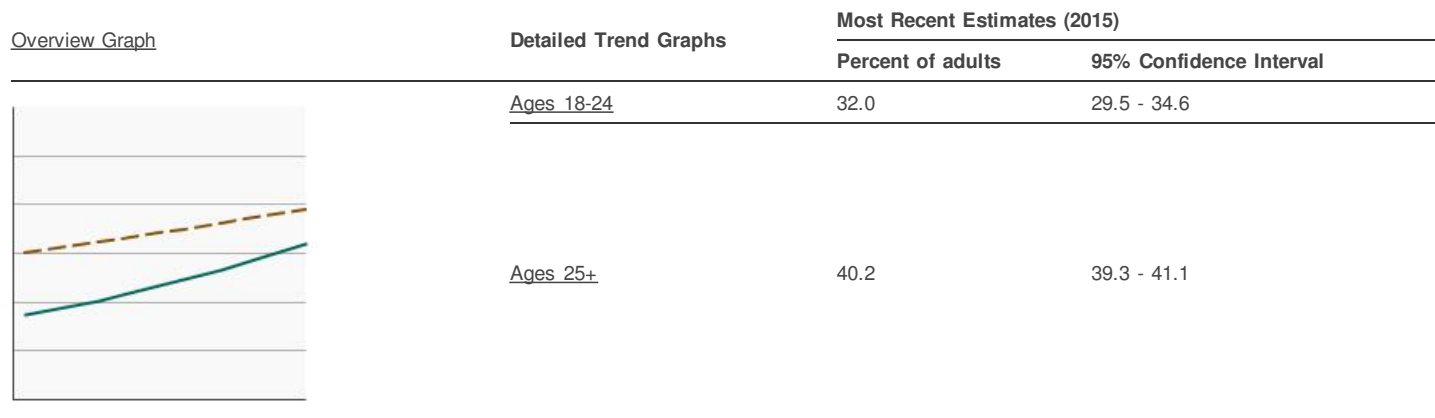 Overview Graph
Detailed Trend Graphs
Most Recent Estimates (2015)
Percent of adults
95% Confidence Interval
Ages 18-24
32.0
29.5 - 34.6
Ages 25+
40.2
39.3 - 41.1